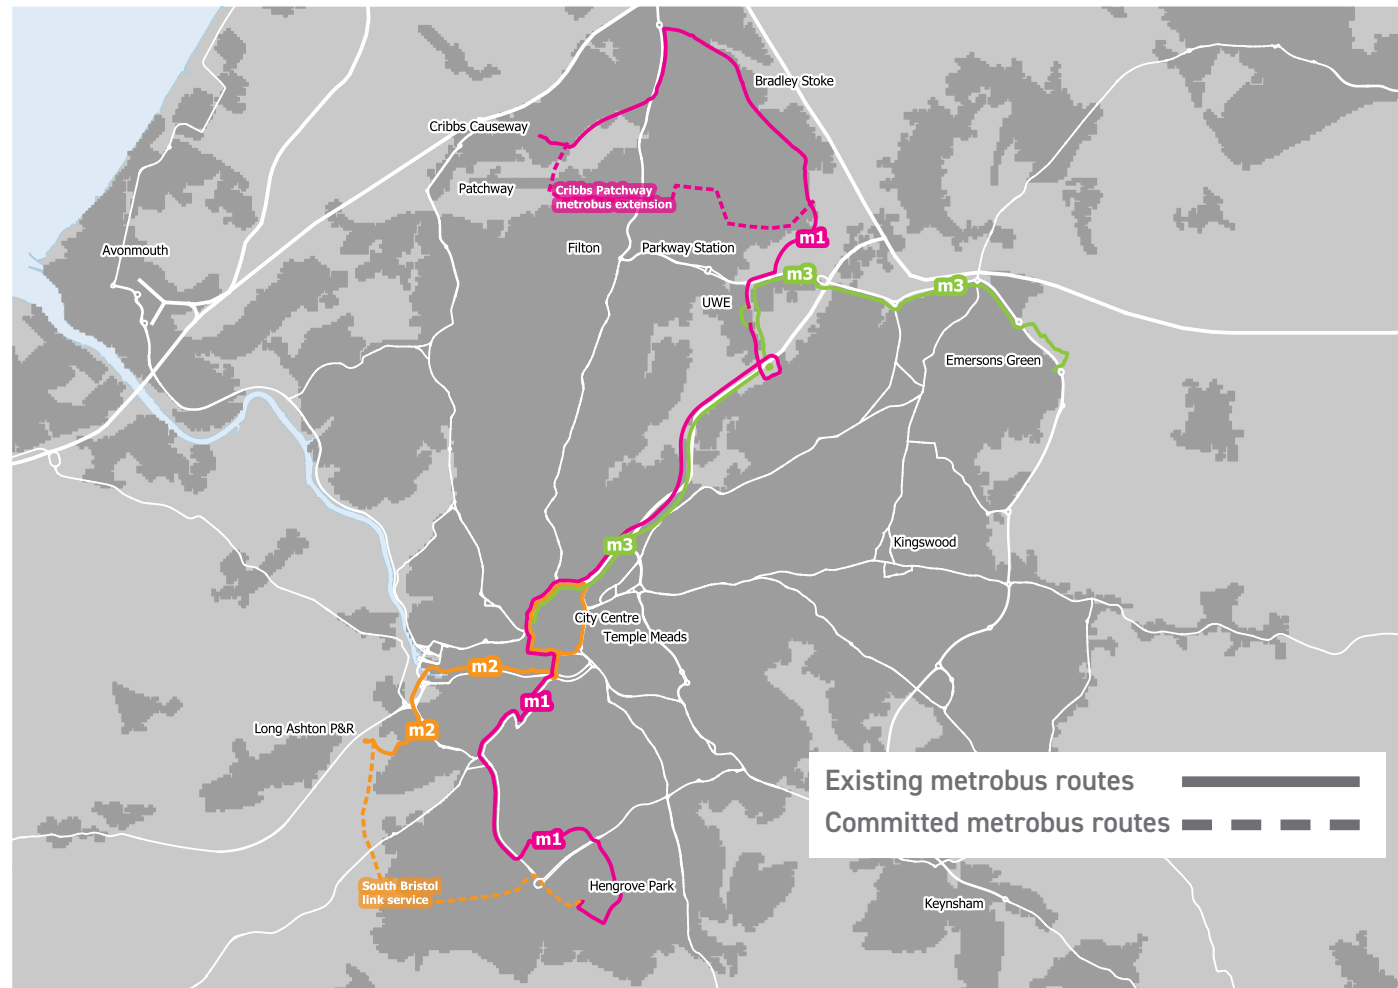 Bradley Stoke
Cribbs Causeway
Patchway
Cribbs Patchway
metrobus extension
m1
Avonmouth
Filton
Parkway Station
m3
m3
UWE
Emersons Green
m3
Kingswood
City Centre
Temple Meads
m2
m1
Long Ashton P&R
m2
Existing metrobus routes
Committed metrobus routes
m1
South Bristol
link service
Hengrove Park
Keynsham